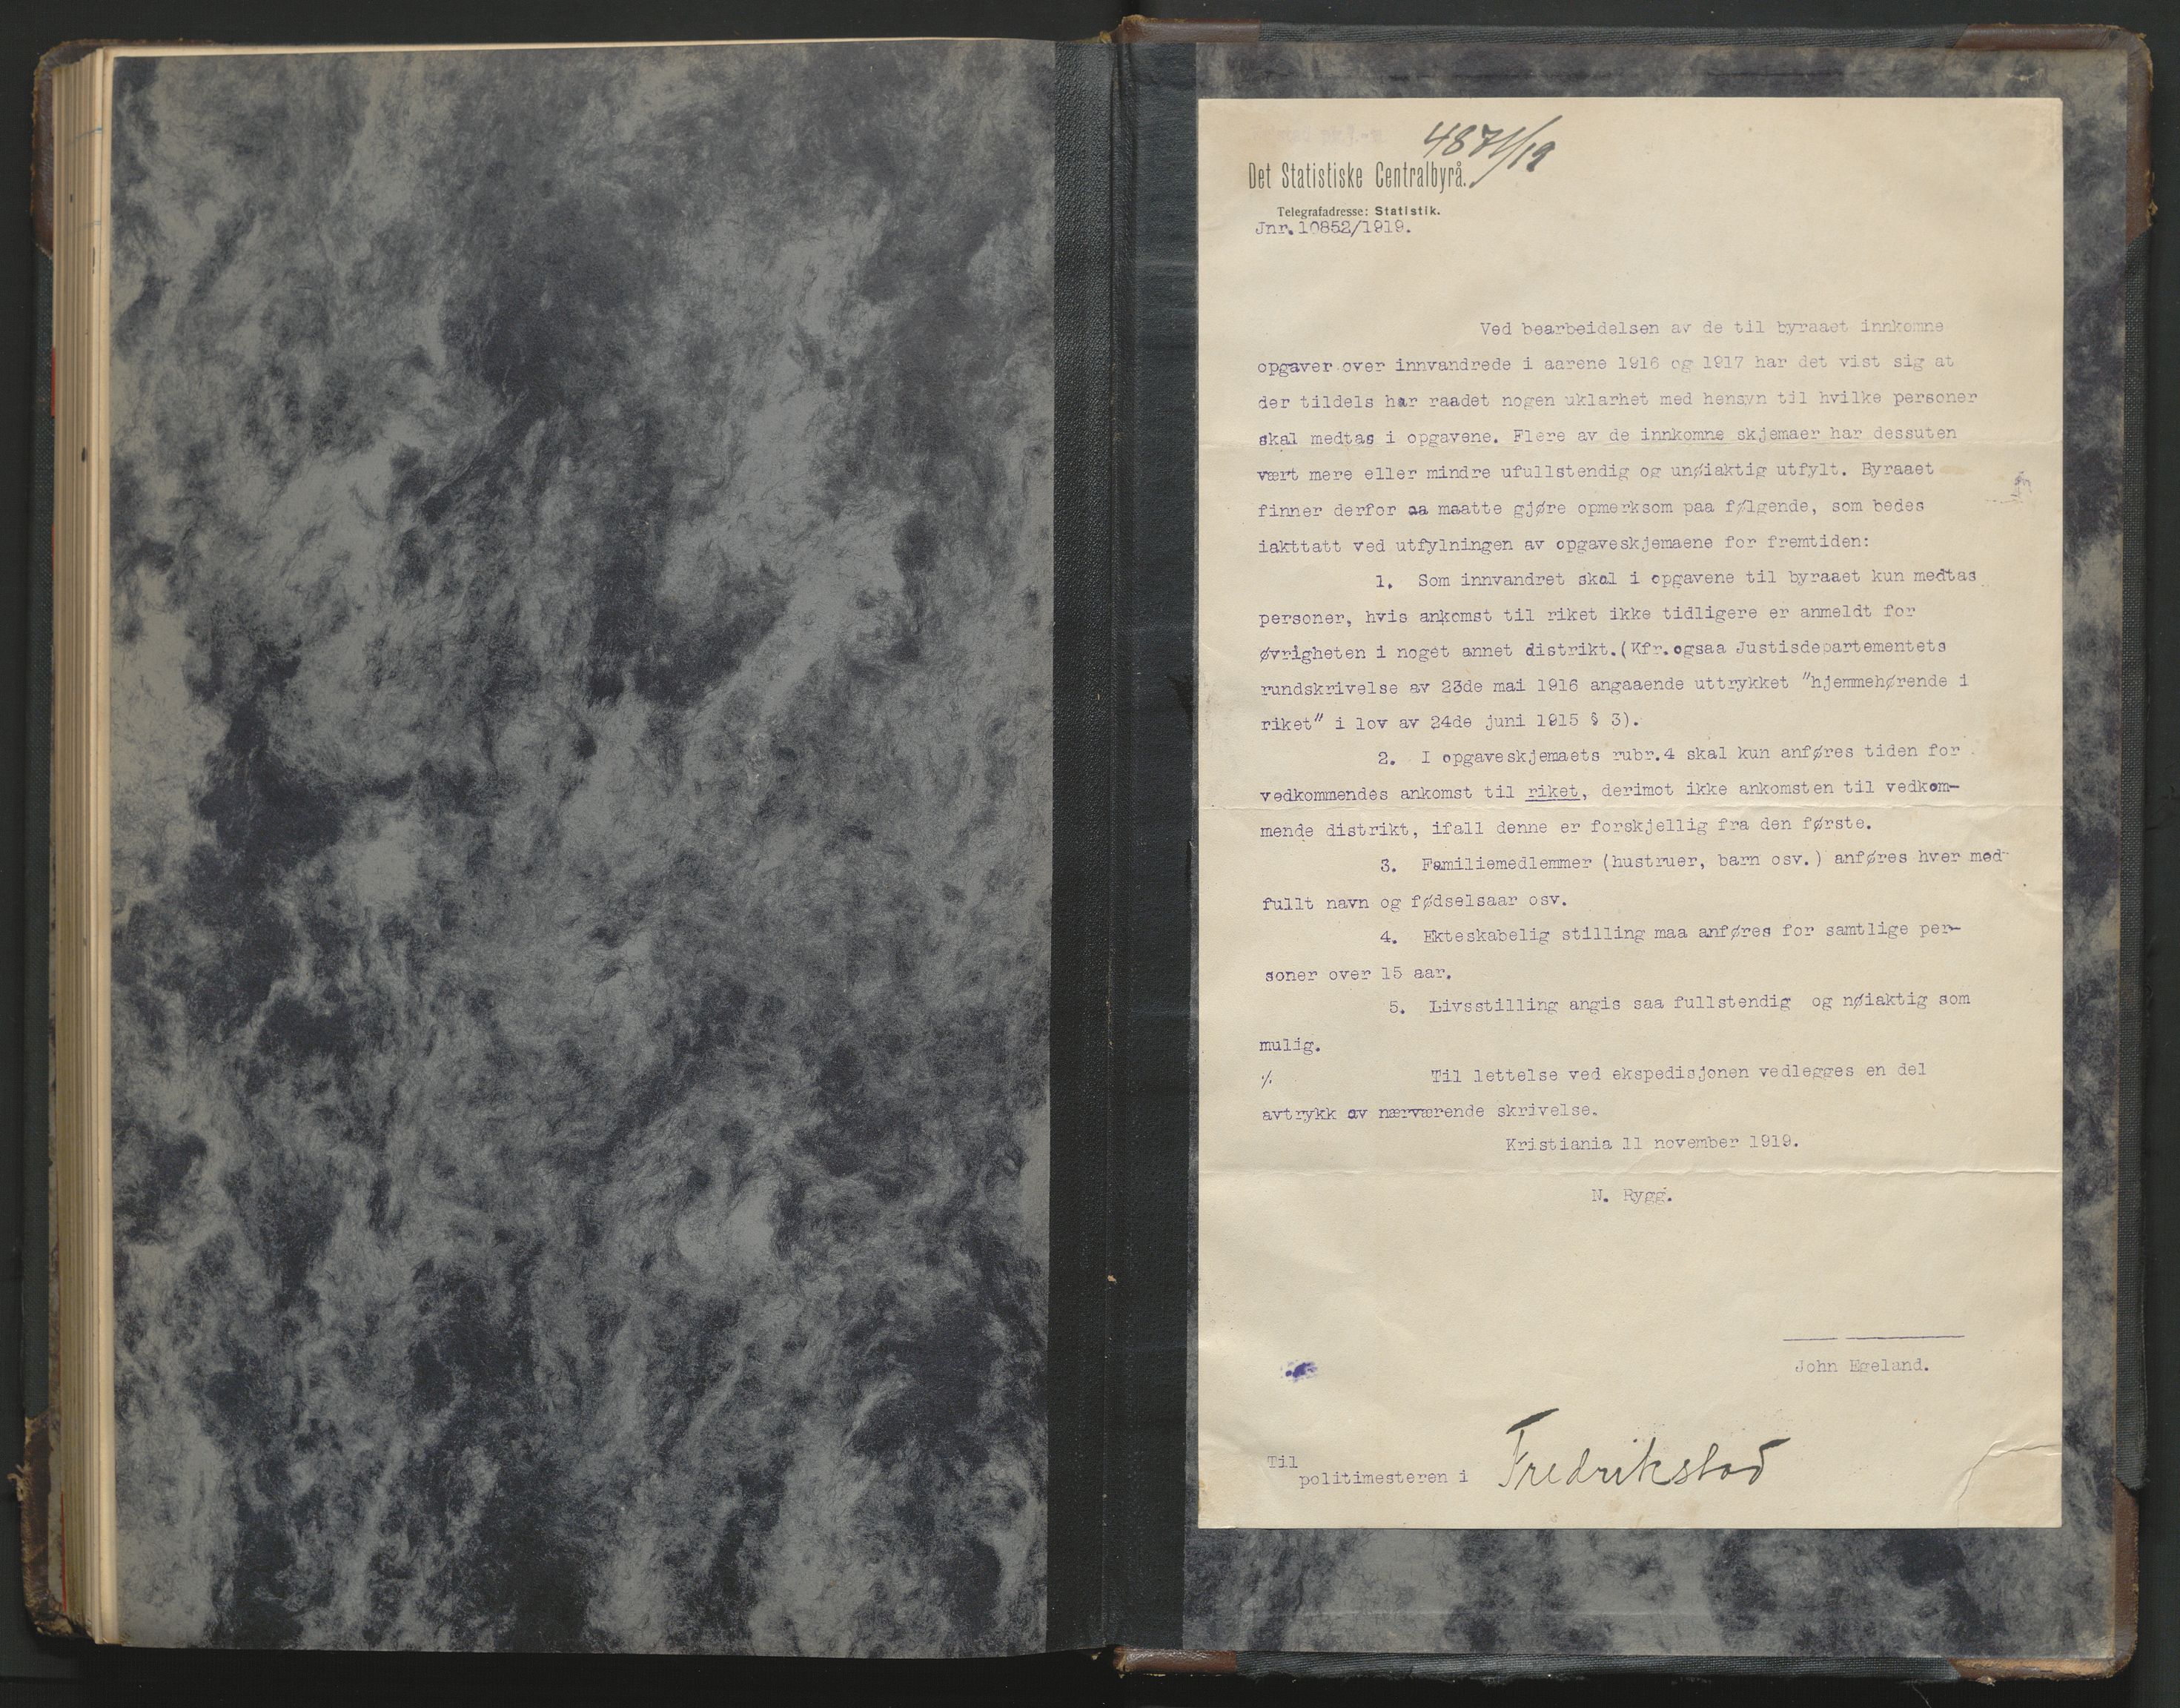 4871/19
Det Statistiske Centralbyrå.
Telegrafadresse: Statistik.
Jnr.10852/1919.
Ved bearbeidelsen av de til byraaet innkomne
opgaver over innvandrede i aarene 1916 og 1917 har det vist sig at
der tildels har raadet nogen uklarhet med hensyn til hvilke personer
skal medtas i opgavene. Flere av de innkomne skjemaer har dessuten
vært mere eller mindre ufullstendig og unøiaktig utfylt. Byraaet
finner derfor aa maatte gjøre opmerksom paa følgende, som bedes
iakttatt ved utfylningen av opgaveskjemaene for fremtiden:
1. Som innvandret skal i opgavene til byraaet kun medtas
personer, hvis ankomst til riket ikke tidligere er anmeldt for
øvrigheten i noget annet distrikt.(Kfr.ogsaa Justisdepartementets
rundskrivelse av 23de mai 1916 angaaende uttrykket "hjemmehørende i
riket" i lov av 24de juni 1915 § 3).
2. I opgaveskjemaets rubr.4 skal kun anføres tiden for
vedkommendes ankomst til riket, derimot ikke ankomsten til vedkom-
mende distrikt, ifall denne er forskjellig fra den første.
3. Familiemedlemmer (hustruer, barn osv.) anføres hver med
fullt navn og fødselsaar osv.
4. Ekteskabelig stilling maa anføres for samtlige per-
soner over 15 aar.
5. Livsstilling angis saa fullstendig og nøiaktig som
mulig.
./. Til lettelse ved ekspedisjonen vedlegges en del
avtrykk av nærværende skrivelse.
Kristiania 11 november 1919.
N. Rygg.
John Egeland.
Til
politimesteren i Fredrikstad